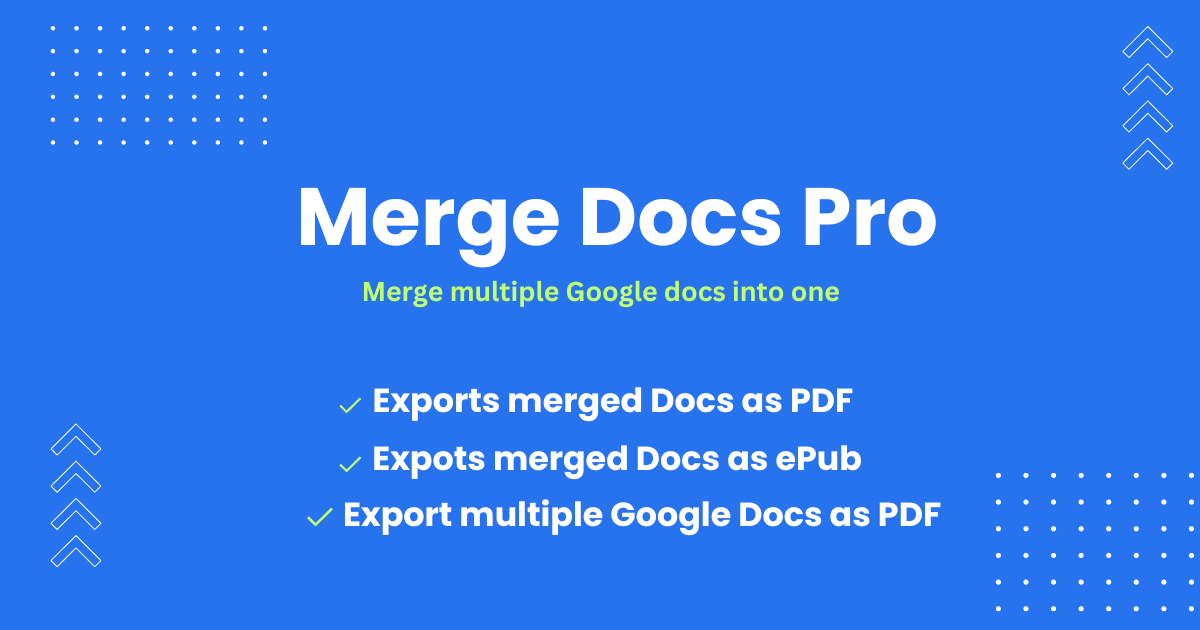 Merge Docs Pro
Merge multiple Google docs into one
Exports merged Docs as PDF
Expots merged Docs as ePub
Export multiple Google Docs as PDF